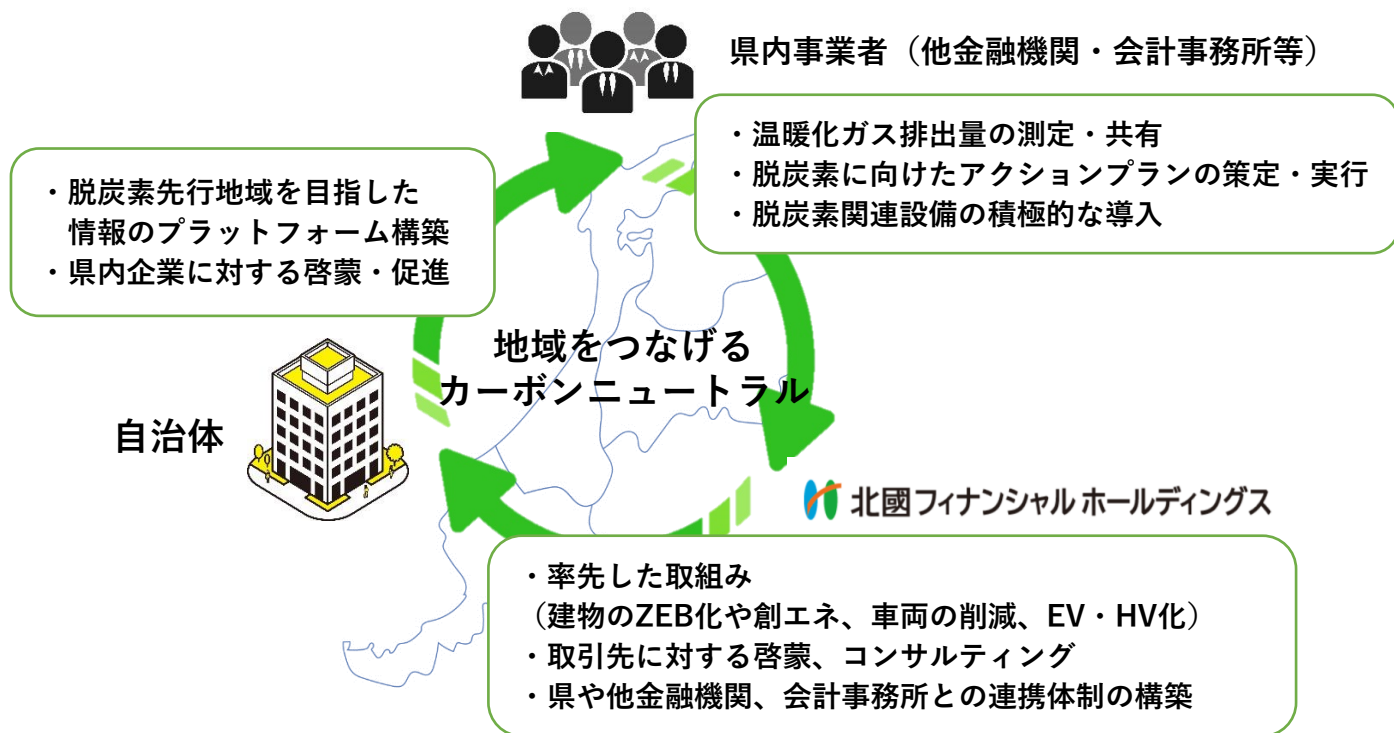 県内事業者（他金融機関・会計事務所等）
・温暖化ガス排出量の測定・共有
・脱炭素に向けたアクションプランの策定・実行
・脱炭素関連設備の積極的な導入
・脱炭素先行地域を目指した
情報のプラットフォーム構築
・県内企業に対する啓蒙・促進
地域をつなげる
カーボンニュートラル
自治体
北國フィナンシャルホールディングス
・率先した取組み
（建物のZEB化や創エネ、車両の削減、EV・HV化）
・取引先に対する啓蒙、コンサルティング
・県や他金融機関、会計事務所との連携体制の構築